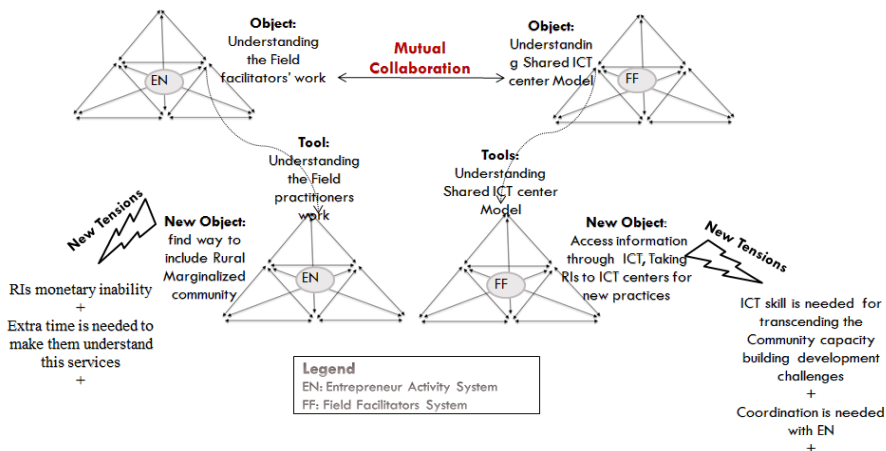 Object:
Understanding
the Field
facilitators' work
EN
Mutual
Collaboration
Object:
Understandin
g Shared ICT
center Model
FF
Tool:
Understanding
the Field
practitioners
work
Tools:
Understanding
Shared ICT center
Model
New Tensions
New Object:
find way to
include Rural
Marginalized
community
EN
FF
New Object:
Access information
through ICT, Taking
RIs to ICT centers for
new practices
New Tensions
RIs monetary inability
+
Extra time is needed to
make them understand
this services
+
ICT skill is needed for
transcending the
Community capacity
building development
challenges
+
Coordination is needed
with EN
+
Legend
EN: Entrepreneur Activity System
FF: Field Facilitators System